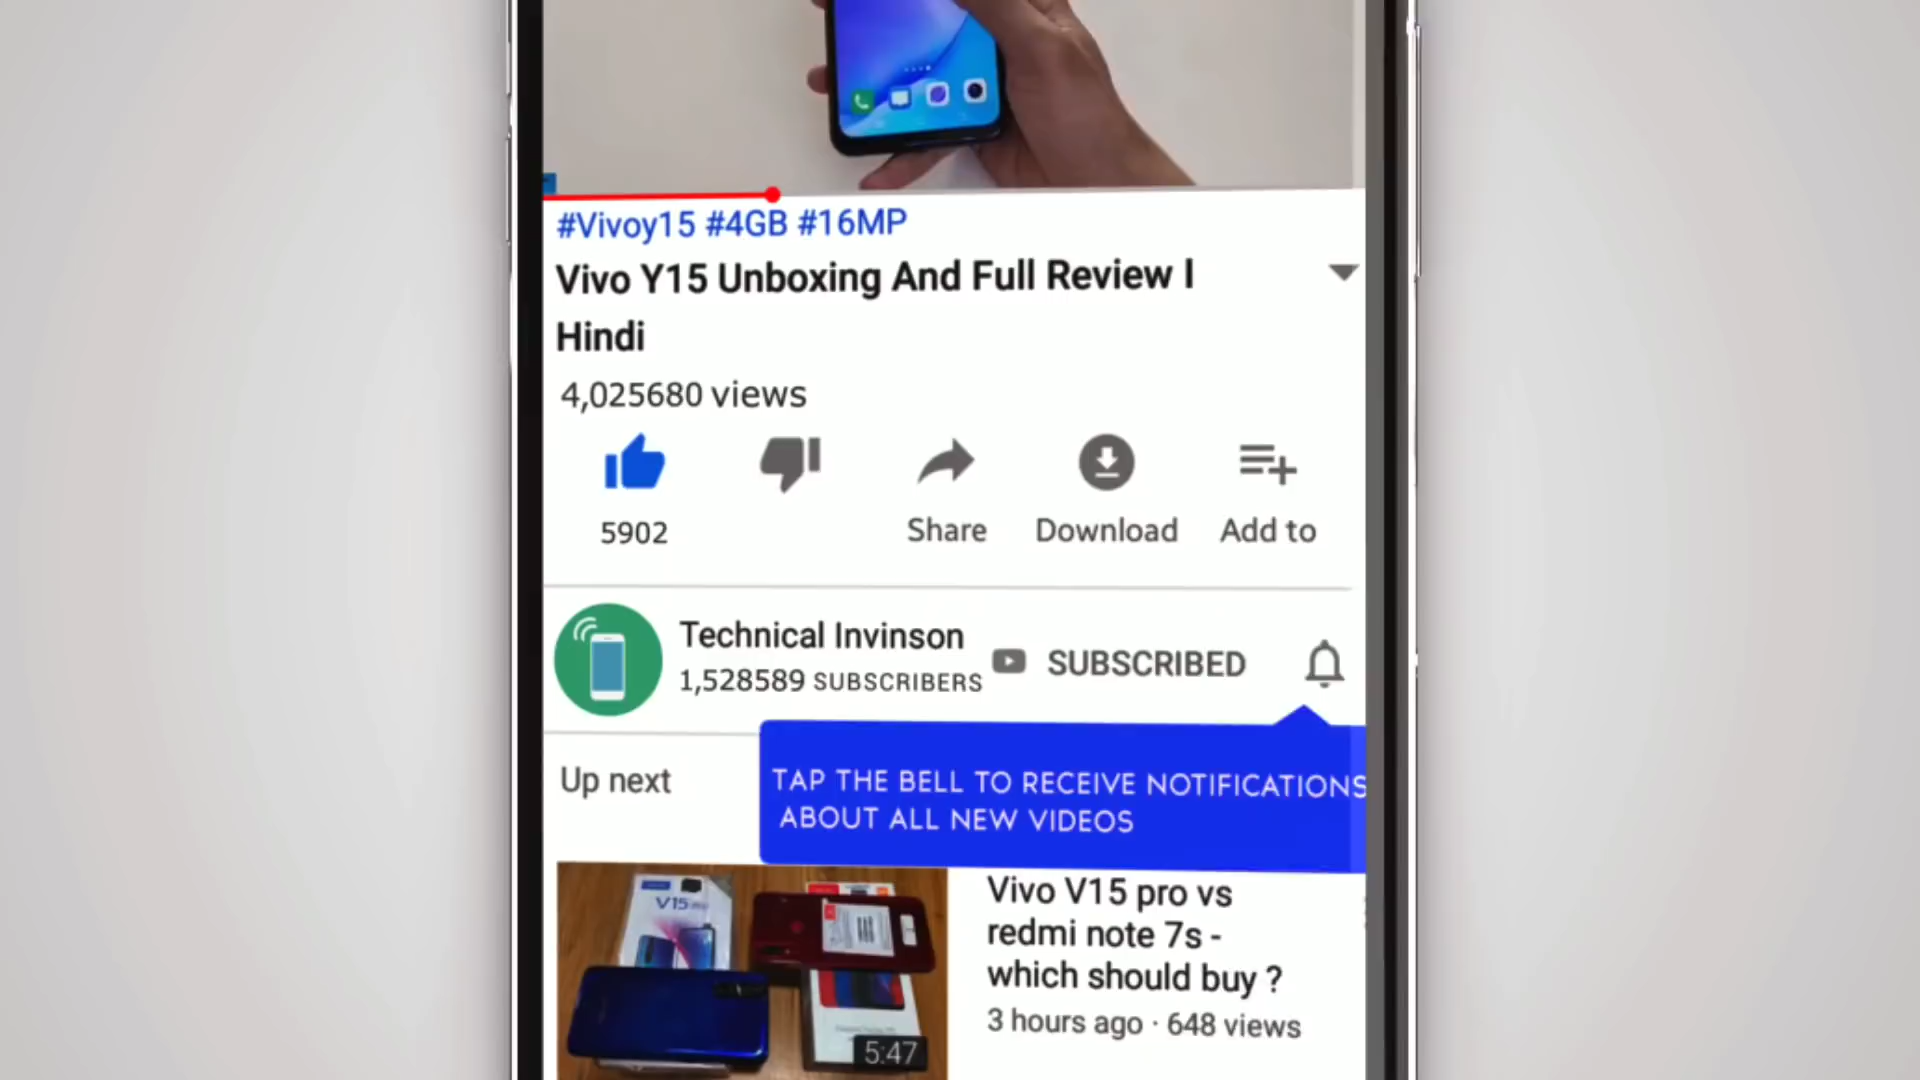 #Vivoy15 #4GB #16MP
Vivo Y15 Unboxing And Full Review I
Hindi
4,025680 views
5902
Share
Download
Add to
Technical Invinson
1,528589 SUBSCRIBERS
SUBSCRIBED
Up next
TAP THE BELL TO RECEIVE NOTIFICATIONS
ABOUT ALL NEW VIDEOS
V15
5:47
Vivo V15 pro vs
redmi note 7s -
which should buy ?
3 hours ago · 648 views